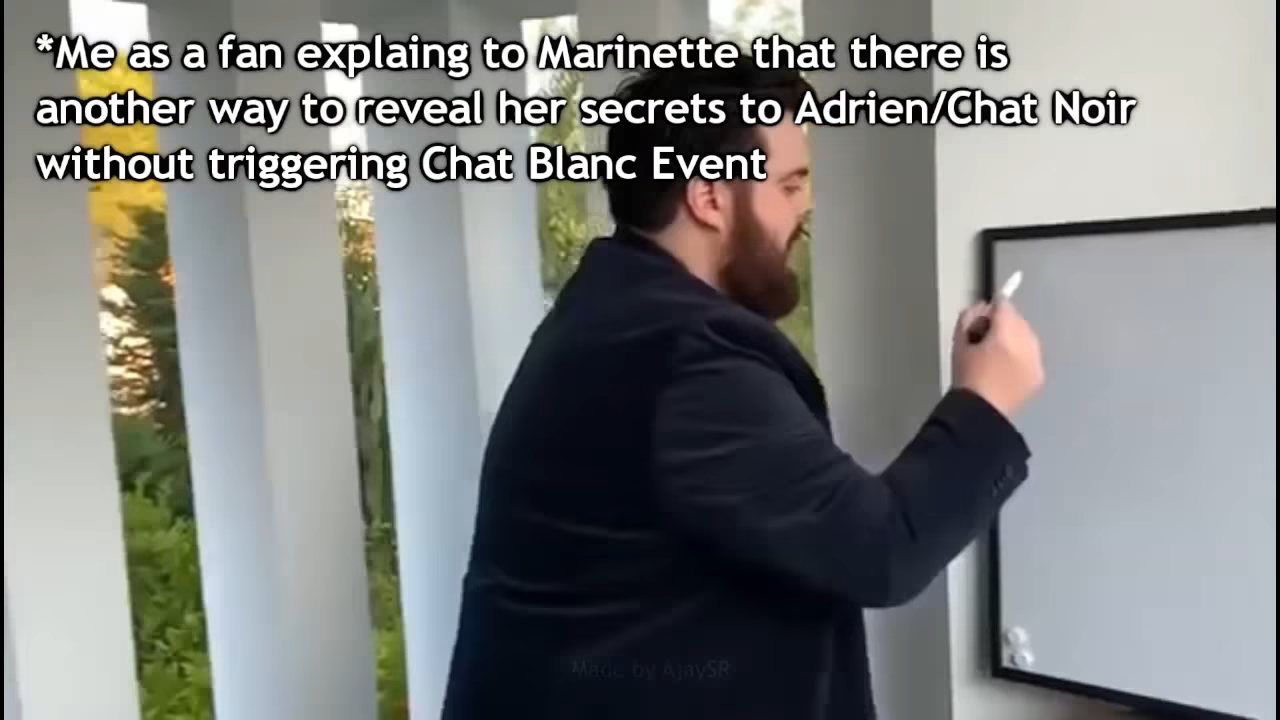 *Me as a fan explaing to Marinette that there is
another way to reveal her secrets to Adrien/Chat Noir
without triggering Chat Blanc Event
Made by AjaySR